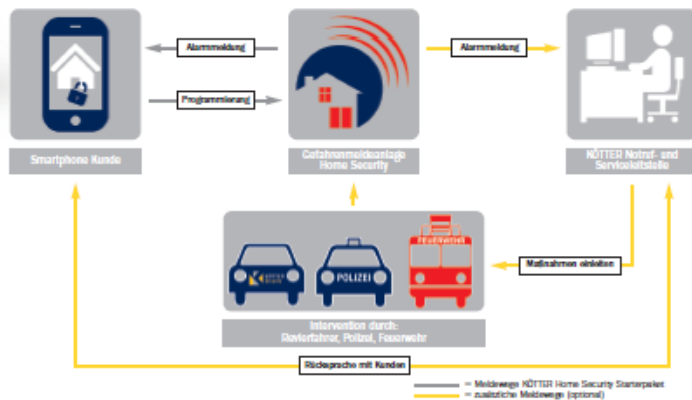 Alarmmeldung
Alarmmeldung
Programmierung
Smartphone Kunde
Gefahrenmeldeanlage
Home Security
KÖTTER Notruf- und
Serviceleitstelle
FEUERWEHR
POLIZEI
Maßnahmen einleiten
Intervention durch:
Revierfahrer, Polizei, Feuerwehr
Rücksprache mit Kunden
= Meldewege KÖTTER Home Security Starterpaket
= zusätzliche Meldewege (optional)